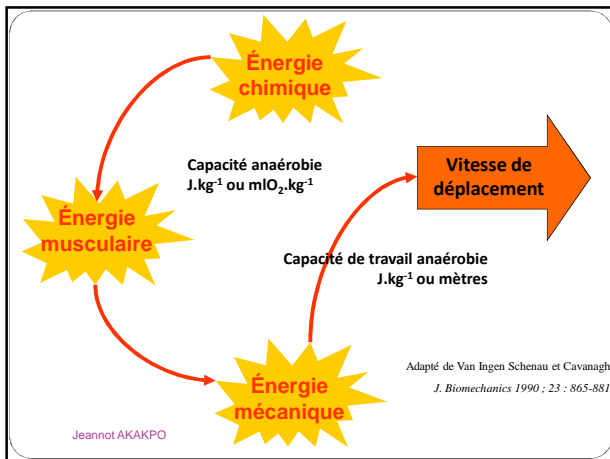 Énergie
chimique
Capacité anaérobie
J.kg⁻¹ ou mlO₂.kg⁻¹
Vitesse de
déplacement
Énergie
musculaire
Capacité de travail anaérobie
J.kg⁻¹ ou mètres
Adapté de Van Ingen Schenau et Cavanagh
J. Biomechanics 1990 ; 23 : 865-881
Énergie
mécanique
Jeannot AKAKPO